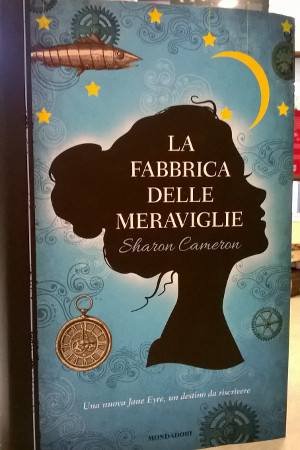 LA
FABBRICA
DELLE
MERAVIGLIE
Sharon Cameron
Una nuova Jane Eyre, un destino da riscrivere
MONDADORI